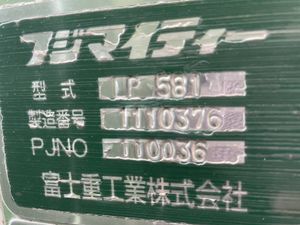 フジマイティー
型式 LP 581
製造番号 1110376
PJNO 110036
富士重工業株式会社